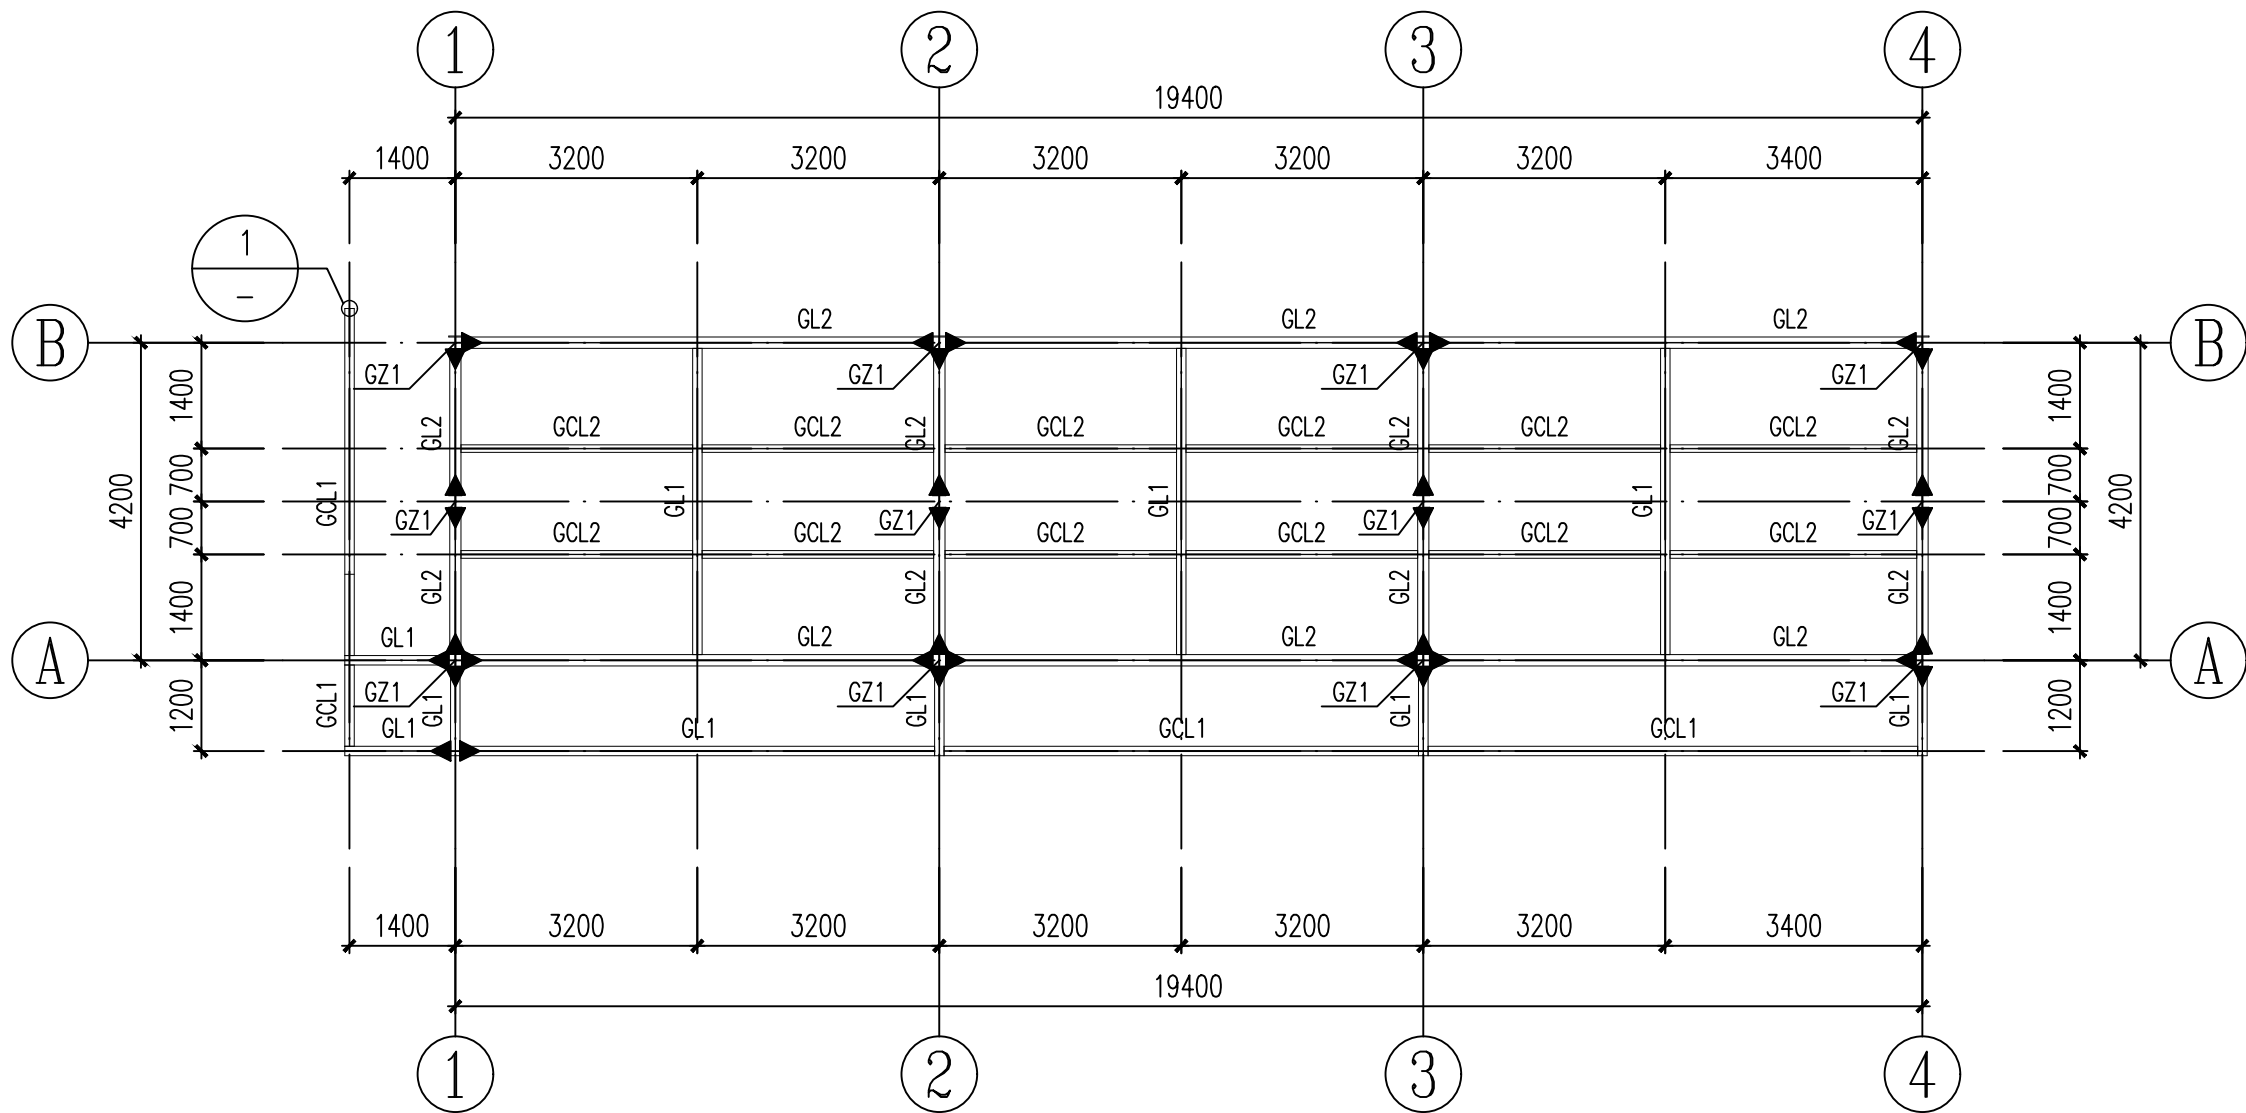 1 2 3 4
19400
1400 3200 3200 3200 3200 3200 3400
1
–
GL2 GL2 GL2
B B
GZ1 GZ1 GZ1 GZ1
1400 1400
GL2 GL2 GL2 GL2
GCL2 GCL2 GCL2 GCL2 GCL2 GCL2
700 700
4200 4200
GCL1 GL1 GL1 GL1
GZ1 GZ1 GZ1 GZ1
700 700
GCL2 GCL2 GCL2 GCL2 GCL2 GCL2
GL2 GL2 GL2 GL2
1400 1400
GL1 GL2 GL2 GL2
A A
GZ1 GZ1 GZ1 GZ1
1200 1200
GCL1 GL1 GL1 GL1 GL1
GL1 GL1 GCL1 GCL1
1400 3200 3200 3200 3200 3200 3400
19400
1 2 3 4